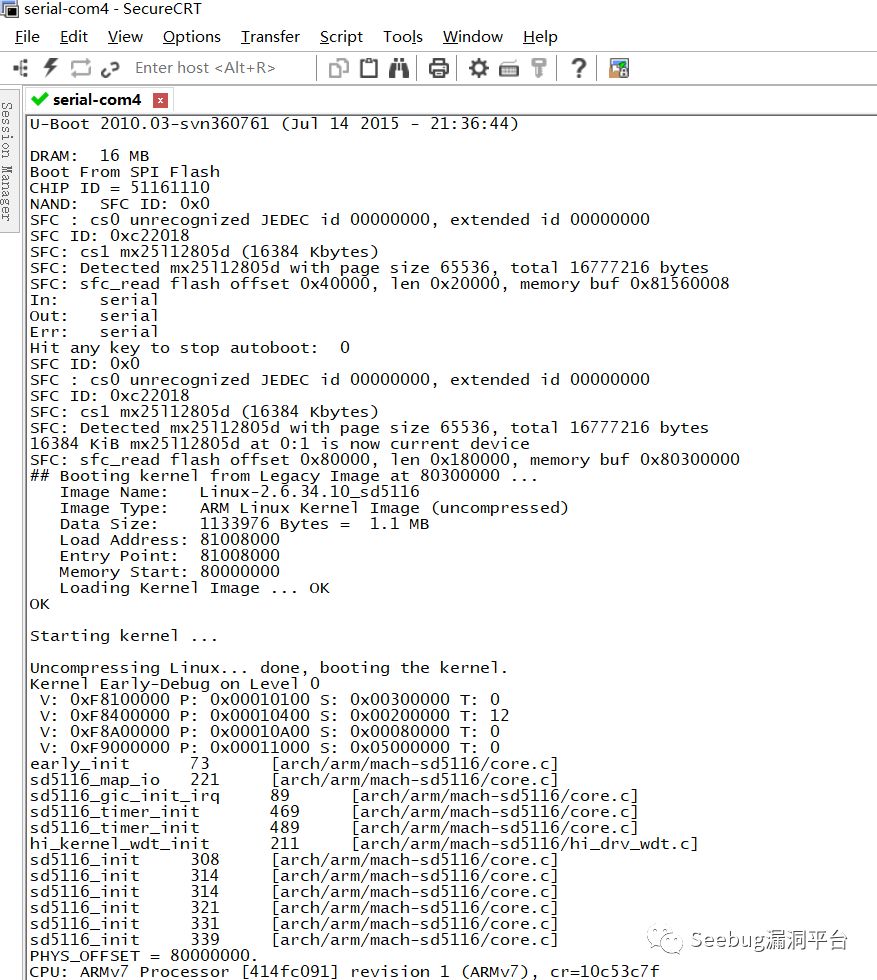 serial-com4 - SecureCRT
File Edit View Options Transfer Script Tools Window Help
Enter host <Alt+R>
serial-com4
Session Manager
U-Boot 2010.03-svn360761 (Jul 14 2015 - 21:36:44)
DRAM:  16 MB
Boot From SPI Flash
CHIP ID = 51161110
NAND:  SFC ID: 0x0
SFC : cs0 unrecognized JEDEC id 00000000, extended id 00000000
SFC ID: 0xc22018
SFC: cs1 mx25l12805d (16384 Kbytes)
SFC: Detected mx25l12805d with page size 65536, total 16777216 bytes
SFC: sfc_read flash offset 0x40000, len 0x20000, memory buf 0x81560008
In:    serial
Out:   serial
Err:   serial
Hit any key to stop autoboot:  0
SFC ID: 0x0
SFC : cs0 unrecognized JEDEC id 00000000, extended id 00000000
SFC ID: 0xc22018
SFC: cs1 mx25l12805d (16384 Kbytes)
SFC: Detected mx25l12805d with page size 65536, total 16777216 bytes
16384 KiB mx25l12805d at 0:1 is now current device
SFC: sfc_read flash offset 0x80000, len 0x180000, memory buf 0x80300000
## Booting kernel from Legacy Image at 80300000 ...
   Image Name:   Linux-2.6.34.10_sd5116
   Image Type:   ARM Linux Kernel Image (uncompressed)
   Data Size:    1133976 Bytes =  1.1 MB
   Load Address: 81008000
   Entry Point:  81008000
   Memory Start: 80000000
   Loading Kernel Image ... OK
OK
Starting kernel ...
Uncompressing Linux... done, booting the kernel.
Kernel Early-Debug on Level 0
 V: 0xF8100000 P: 0x00010100 S: 0x00300000 T: 0
 V: 0xF8400000 P: 0x00010400 S: 0x00200000 T: 12
 V: 0xF8A00000 P: 0x00010A00 S: 0x00080000 T: 0
 V: 0xF9000000 P: 0x00011000 S: 0x05000000 T: 0
early_init      73      [arch/arm/mach-sd5116/core.c]
sd5116_map_io   221     [arch/arm/mach-sd5116/core.c]
sd5116_gic_init_irq     89      [arch/arm/mach-sd5116/core.c]
sd5116_timer_init       469     [arch/arm/mach-sd5116/core.c]
sd5116_timer_init       489     [arch/arm/mach-sd5116/core.c]
hi_kernel_wdt_init      211     [arch/arm/mach-sd5116/hi_drv_wdt.c]
sd5116_init     308     [arch/arm/mach-sd5116/core.c]
sd5116_init     314     [arch/arm/mach-sd5116/core.c]
sd5116_init     314     [arch/arm/mach-sd5116/core.c]
sd5116_init     321     [arch/arm/mach-sd5116/core.c]
sd5116_init     331     [arch/arm/mach-sd5116/core.c]
sd5116_init     339     [arch/arm/mach-sd5116/core.c]
Seebug漏洞平台
PHYS_OFFSET = 80000000.
CPU: ARMv7 Processor [414fc091] revision 1 (ARMv7), cr=10c53c7f